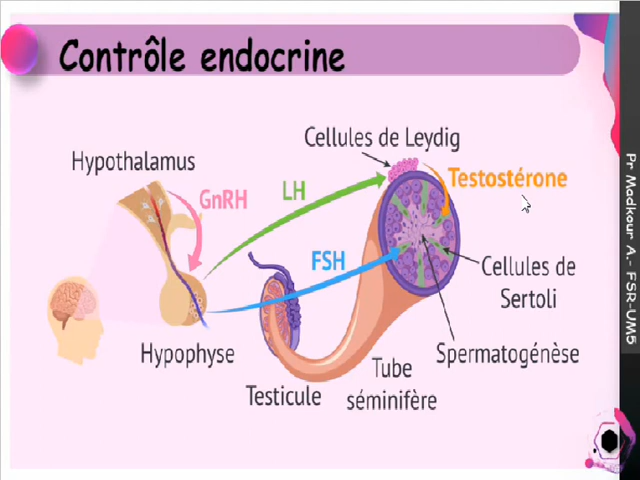 Contrôle endocrine
Cellules de Leydig
Hypothalamus
Testostérone
GnRH
LH
FSH
Cellules de
Sertoli
Hypophyse
Spermatogénèse
Tube
séminifère
Testicule
Pr Madkour A.- FSR-UM5